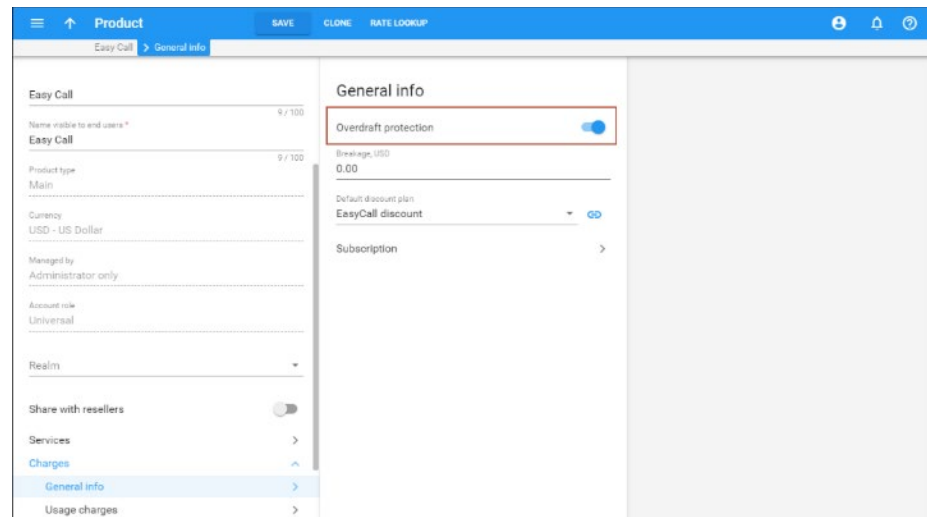 Product SAVE CLONE RATE LOOKUP
Easy Call > General info
Easy Call
9 / 100
Name visible to end users *
Easy Call
9 / 100
Product type
Main
Currency
USD - US Dollar
Managed by
Administrator only
Account role
Universal
Realm
Share with resellers
Services
Charges
General info
Usage charges
General info
Overdraft protection
Breakage, USD
0.00
Default discount plan
EasyCall discount
Subscription